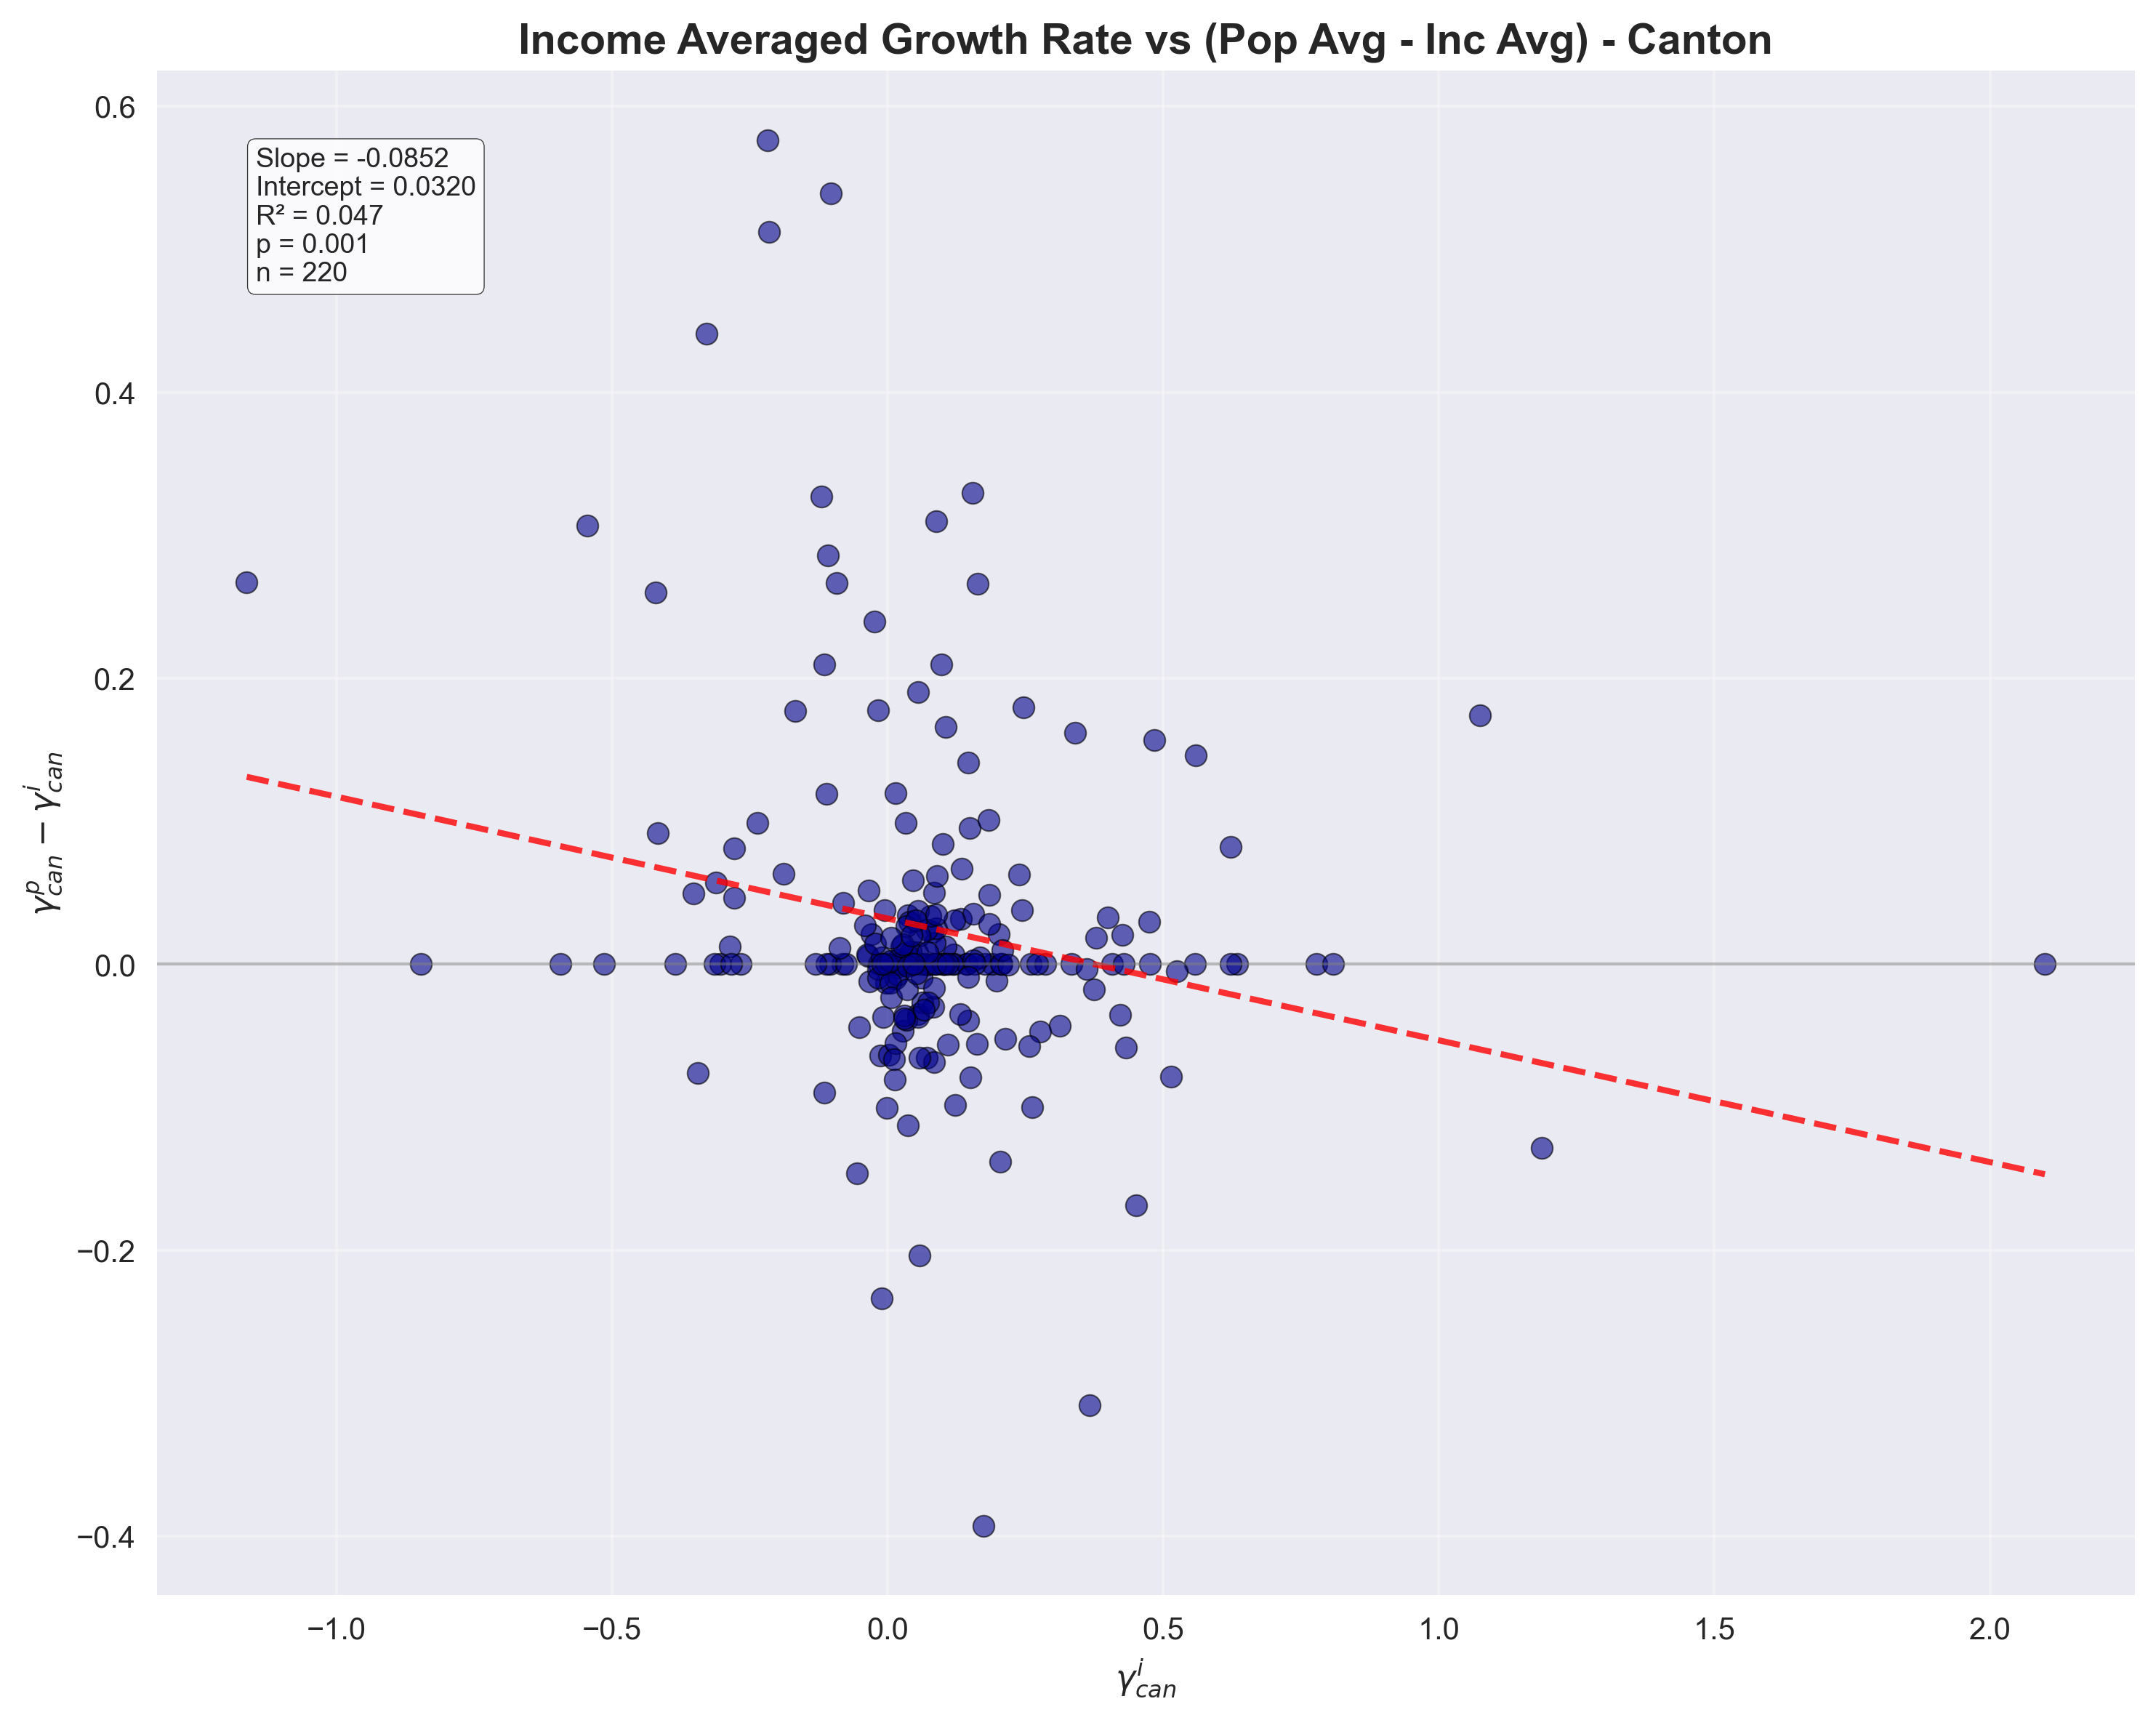 Income Averaged Growth Rate vs (Pop Avg - Inc Avg) - Canton
0.6
0.4
0.2
0.0
−0.2
−0.4
Slope = -0.0852
Intercept = 0.0320
R² = 0.047
p = 0.001
n = 220
γ^p_can − γ^i_can
−1.0
−0.5
0.0
0.5
1.0
1.5
2.0
γ^i_can